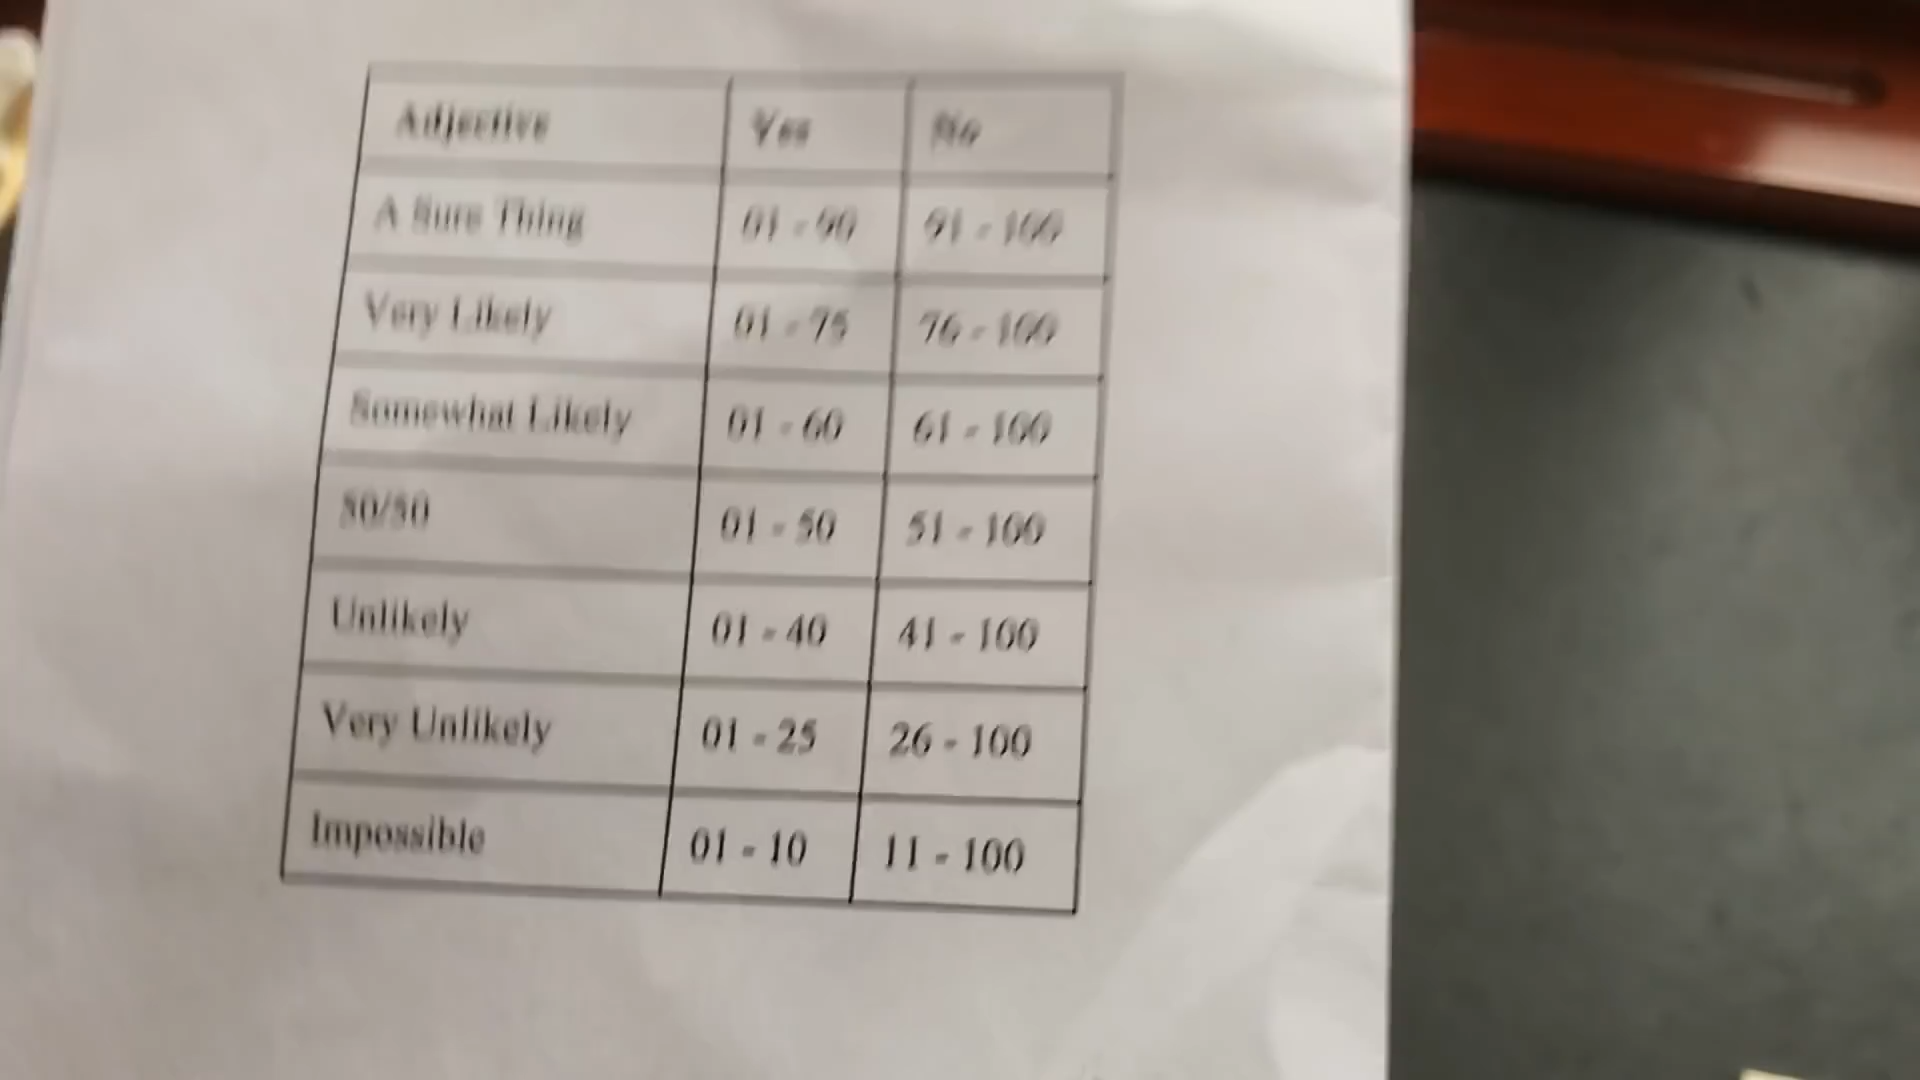 Adjective Yes No
A Sure Thing 01 - 90 91 - 100
Very Likely 01 - 75 76 - 100
Somewhat Likely 01 - 60 61 - 100
50/50 01 - 50 51 - 100
Unlikely 01 - 40 41 - 100
Very Unlikely 01 - 25 26 - 100
Impossible 01 - 10 11 - 100